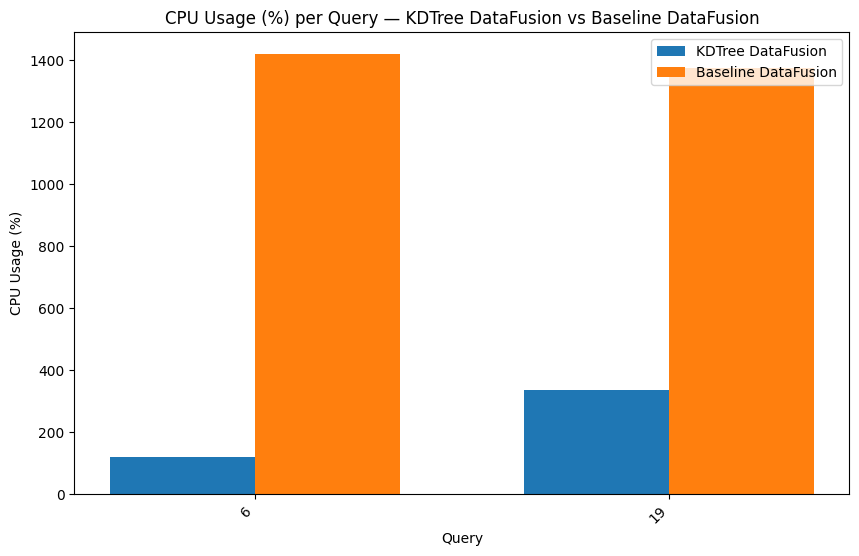 CPU Usage (%) per Query — KDTree DataFusion vs Baseline DataFusion
KDTree DataFusion
Baseline DataFusion
1400
1200
1000
800
600
400
200
0
CPU Usage (%)
6
19
Query